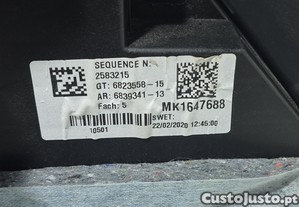 SEQUENCE N:
2583215
GT: 6823558-15
AR: 6839341-13
Fach: 5
MK1647688
10501
SWET:
22/02/2020 12:45:00
CustoJusto.pt